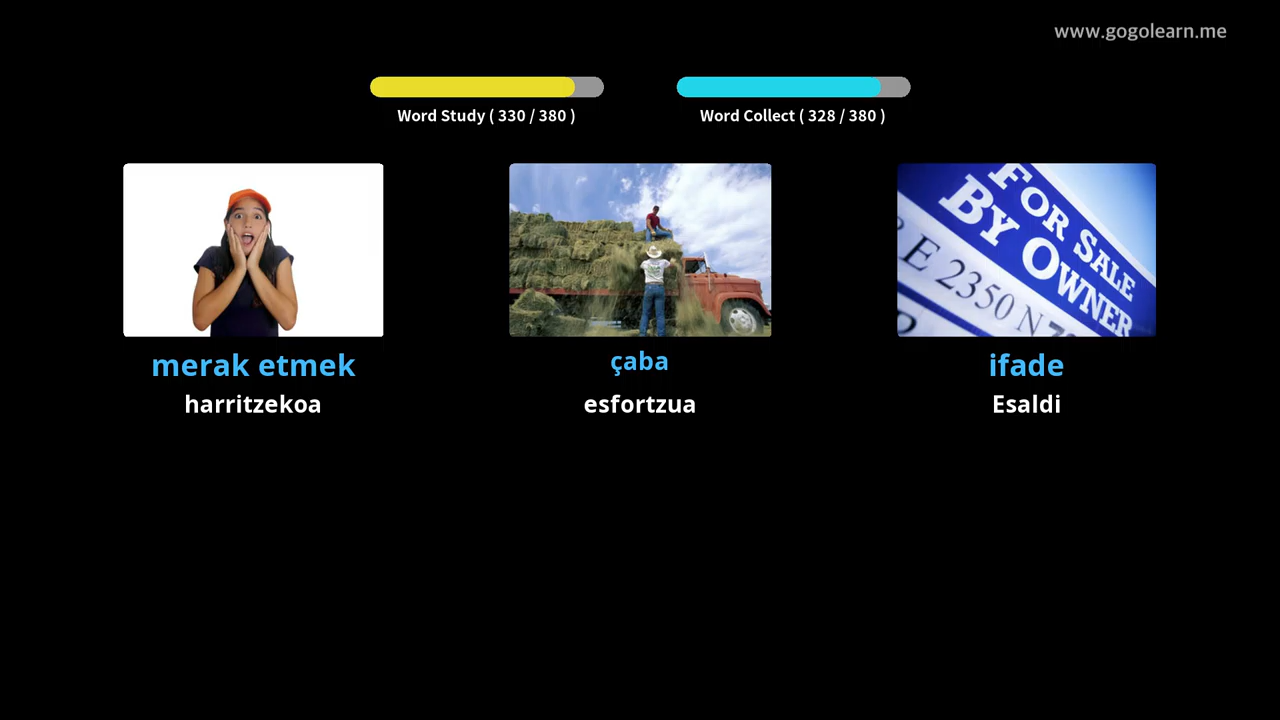 www.gogolearn.me
Word Study ( 330 / 380 )
Word Collect ( 328 / 380 )
FOR SALE
BY OWNER
E 2350 N
merak etmek
çaba
ifade
harritzekoa
esfortzua
Esaldi